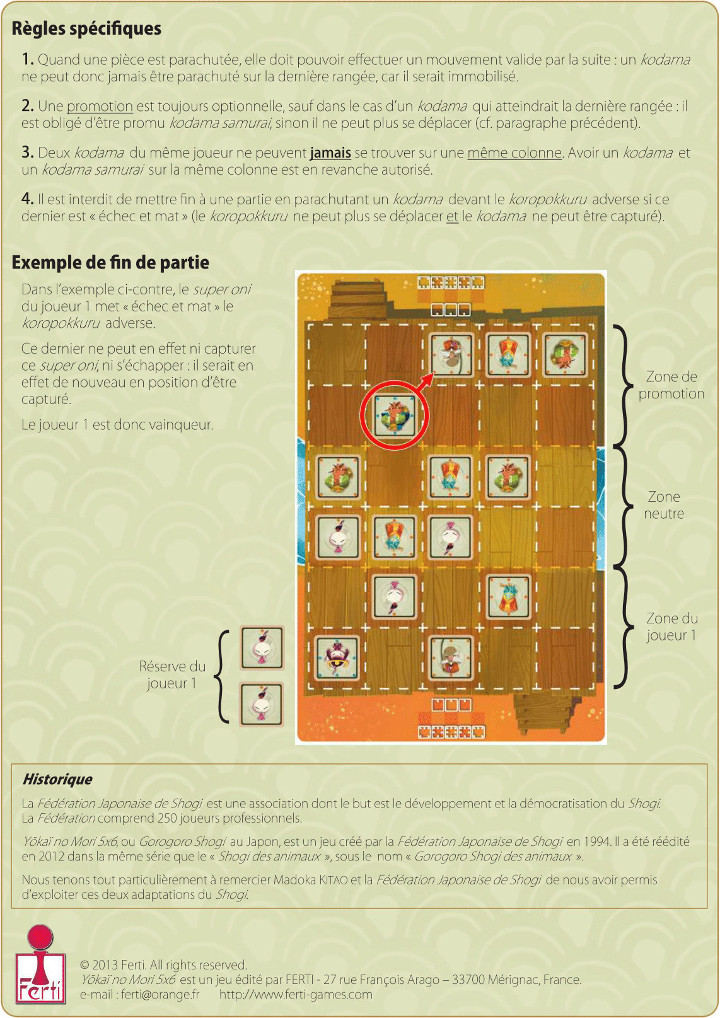 Règles spécifiques
1. Quand une pièce est parachutée, elle doit pouvoir effectuer un mouvement valide par la suite : un kodama
ne peut donc jamais être parachuté sur la dernière rangée, car il serait immobilisé.
2. Une promotion est toujours optionnelle, sauf dans le cas d'un kodama qui atteindrait la dernière rangée : il
est obligé d'être promu kodama samurai, sinon il ne peut plus se déplacer (cf. paragraphe précédent).
3. Deux kodama du même joueur ne peuvent jamais se trouver sur une même colonne. Avoir un kodama et
un kodama samurai sur la même colonne est en revanche autorisé.
4. Il est interdit de mettre fin à une partie en parachutant un kodama devant le koropokkuru adverse si ce
dernier est « échec et mat » (le koropokkuru ne peut plus se déplacer et le kodama ne peut être capturé).
Exemple de fin de partie
Dans l'exemple ci-contre, le super oni
du joueur 1 met « échec et mat » le
koropokkuru adverse.
Ce dernier ne peut en effet ni capturer
ce super oni, ni s'échapper : il serait en
effet de nouveau en position d'être
capturé.
Le joueur 1 est donc vainqueur.
Zone de
promotion
Zone
neutre
Zone du
joueur 1
Réserve du
joueur 1
Historique
La Fédération Japonaise de Shogi est une association dont le but est le développement et la démocratisation du Shogi.
La Fédération comprend 250 joueurs professionnels.
Yōkaï no Mori 5x6, ou Gorogoro Shogi au Japon, est un jeu créé par la Fédération Japonaise de Shogi en 1994. Il a été réédité
en 2012 dans la même série que le « Shogi des animaux », sous le nom « Gorogoro Shogi des animaux ».
Nous tenons tout particulièrement à remercier Madoka KITAO et la Fédération Japonaise de Shogi de nous avoir permis
d'exploiter ces deux adaptations du Shogi.
Ferti
© 2013 Ferti. All rights reserved.
Yōkaï no Mori 5x6 est un jeu édité par FERTI - 27 rue François Arago – 33700 Mérignac, France.
e-mail : ferti@orange.fr http://www.ferti-games.com